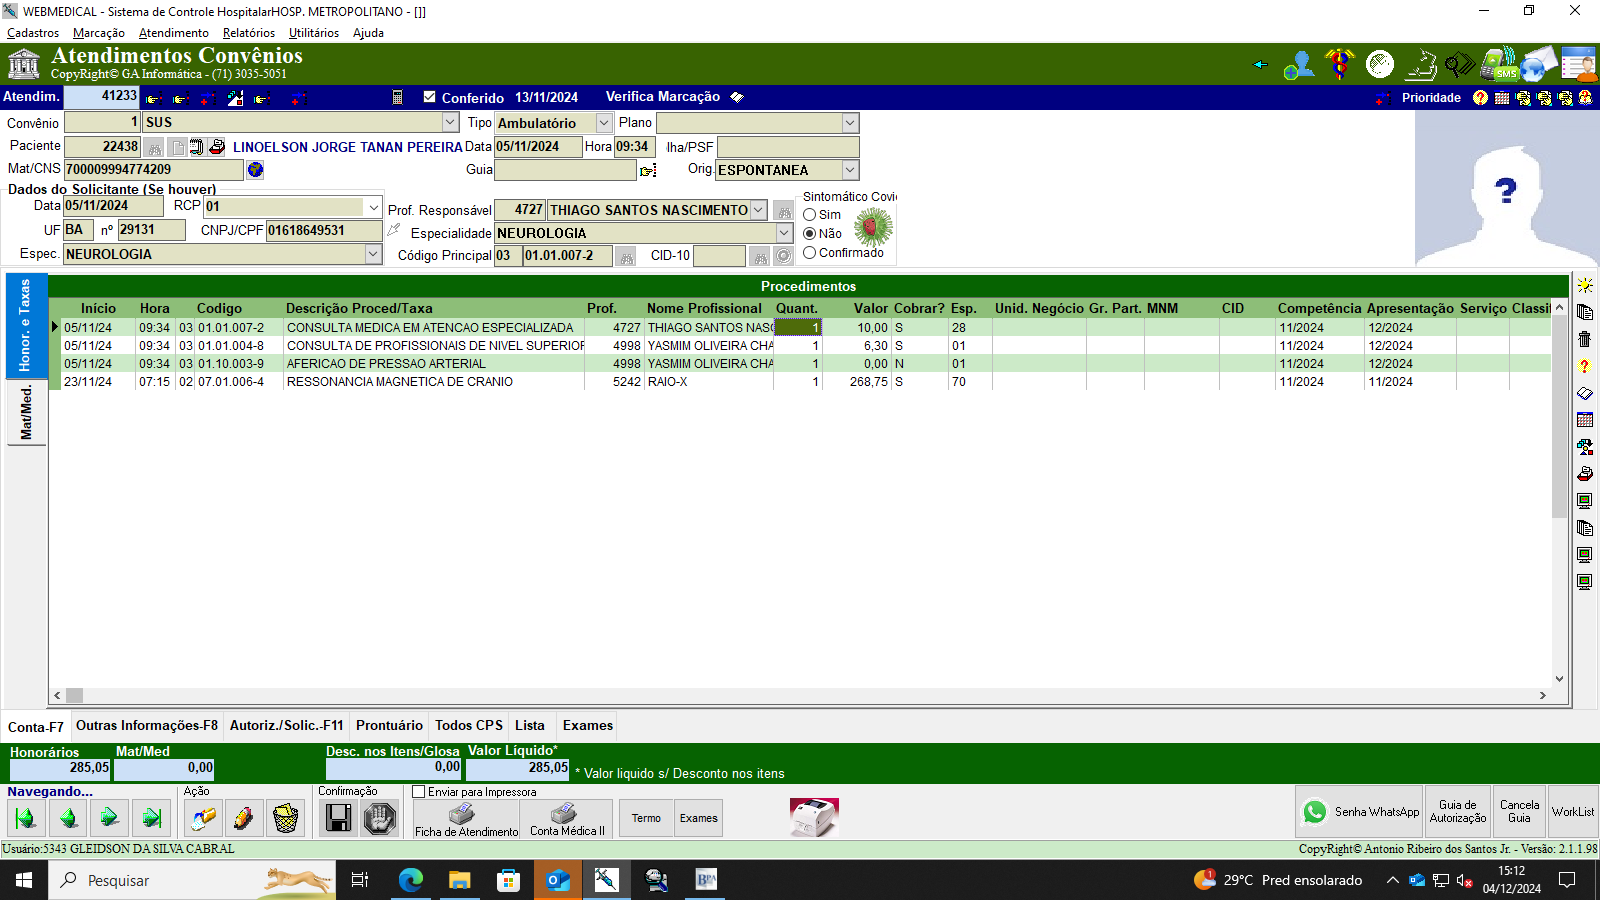 WEBMEDICAL - Sistema de Controle HospitalarHOSP. METROPOLITANO - []]
Cadastros Marcação Atendimento Relatórios Utilitários Ajuda
Atendimentos Convênios
CopyRight© GA Informática - (71) 3035-5051
SMS
Atendim. 41233 Conferido 13/11/2024 Verifica Marcação Prioridade
Convênio 1 SUS Tipo Ambulatório Plano
Paciente 22438 LINOELSON JORGE TANAN PEREIRA Data 05/11/2024 Hora 09:34 lha/PSF
Mat/CNS 700009994774209 Guia Orig. ESPONTANEA
Dados do Solicitante (Se houver)
Data 05/11/2024 RCP 01
UF BA nº 29131 CNPJ/CPF 01618649531
Espec. NEUROLOGIA
Prof. Responsável 4727 THIAGO SANTOS NASCIMENTO
Especialidade NEUROLOGIA
Código Principal 03 01.01.007-2 CID-10
Sintomático Covi
Sim
Não
Confirmado
?
Honor. e Taxas
Mat/Med.
Procedimentos
Início Hora Codigo Descrição Proced/Taxa Prof. Nome Profissional Quant. Valor Cobrar? Esp. Unid. Negócio Gr. Part. MNM CID Competência Apresentação Serviço Classif
05/11/24 09:34 03 01.01.007-2 CONSULTA MEDICA EM ATENCAO ESPECIALIZADA 4727 THIAGO SANTOS NASC 1 10,00 S 28 11/2024 12/2024
05/11/24 09:34 03 01.01.004-8 CONSULTA DE PROFISSIONAIS DE NIVEL SUPERIOR 4998 YASMIM OLIVEIRA CHA 1 6,30 S 01 11/2024 12/2024
05/11/24 09:34 03 01.10.003-9 AFERICAO DE PRESSAO ARTERIAL 4998 YASMIM OLIVEIRA CHA 1 0,00 N 01 11/2024 12/2024
23/11/24 07:15 02 07.01.006-4 RESSONANCIA MAGNETICA DE CRANIO 5242 RAIO-X 1 268,75 S 70 11/2024 11/2024
Conta-F7 Outras Informações-F8 Autoriz./Solic.-F11 Prontuário Todos CPS Lista Exames
Honorários Mat/Med Desc. nos Itens/Glosa Valor Líquido*
285,05 0,00 0,00 285,05 * Valor liquido s/ Desconto nos itens
Navegando... Ação Confirmação Enviar para Impressora
Ficha de Atendimento Conta Médica II Termo Exames Senha WhatsApp Guia de Autorização Cancela Guia WorkList
Usuário:5343 GLEIDSON DA SILVA CABRAL CopyRight© Antonio Ribeiro dos Santos Jr. - Versão: 2.1.1.98
Pesquisar BPA 1 29°C Pred ensolarado 15:12
04/12/2024